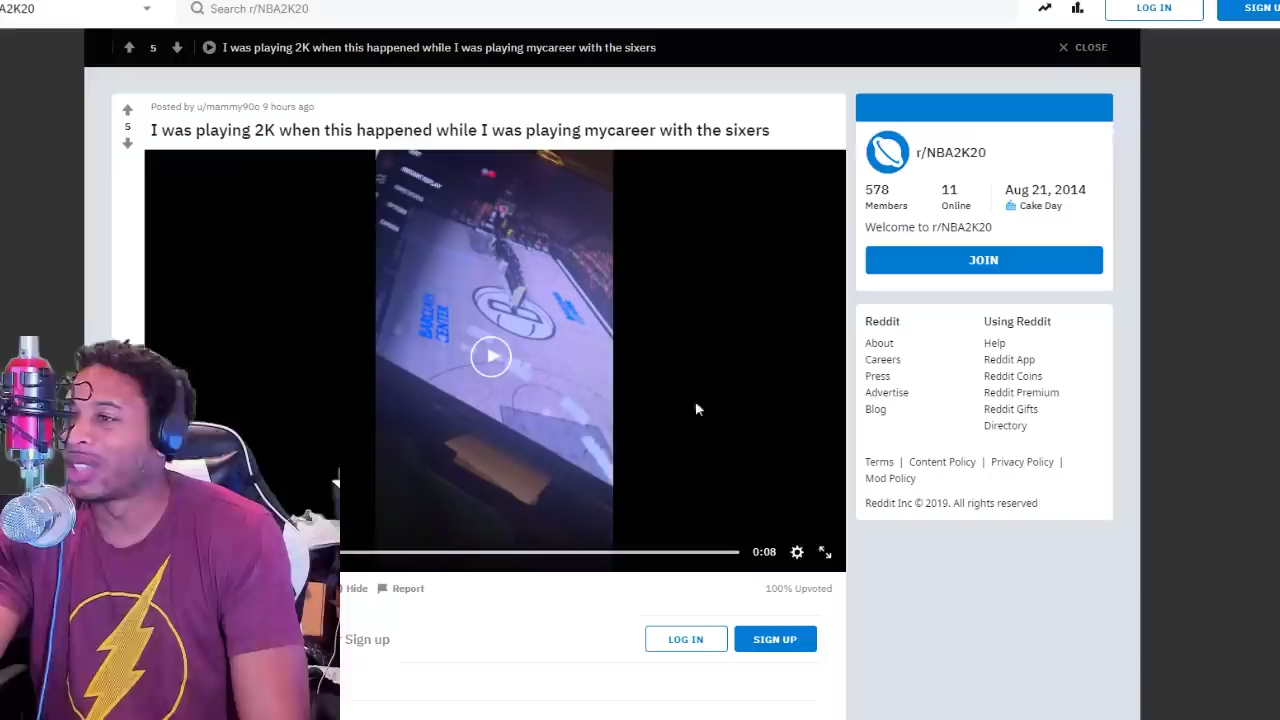 A2K20
Search r/NBA2K20
LOG IN
SIGN U
5
I was playing 2K when this happened while I was playing mycareer with the sixers
CLOSE
Posted by u/mammy90o 9 hours ago
5
I was playing 2K when this happened while I was playing mycareer with the sixers
BARCLAYS
CENTER
0:08
Hide
Report
100% Upvoted
Sign up
LOG IN
SIGN UP
r/NBA2K20
578
11
Aug 21, 2014
Members
Online
Cake Day
Welcome to r/NBA2K20
JOIN
Reddit
Using Reddit
About
Help
Careers
Reddit App
Press
Reddit Coins
Advertise
Reddit Premium
Blog
Reddit Gifts
Directory
Terms | Content Policy | Privacy Policy |
Mod Policy
Reddit Inc © 2019. All rights reserved